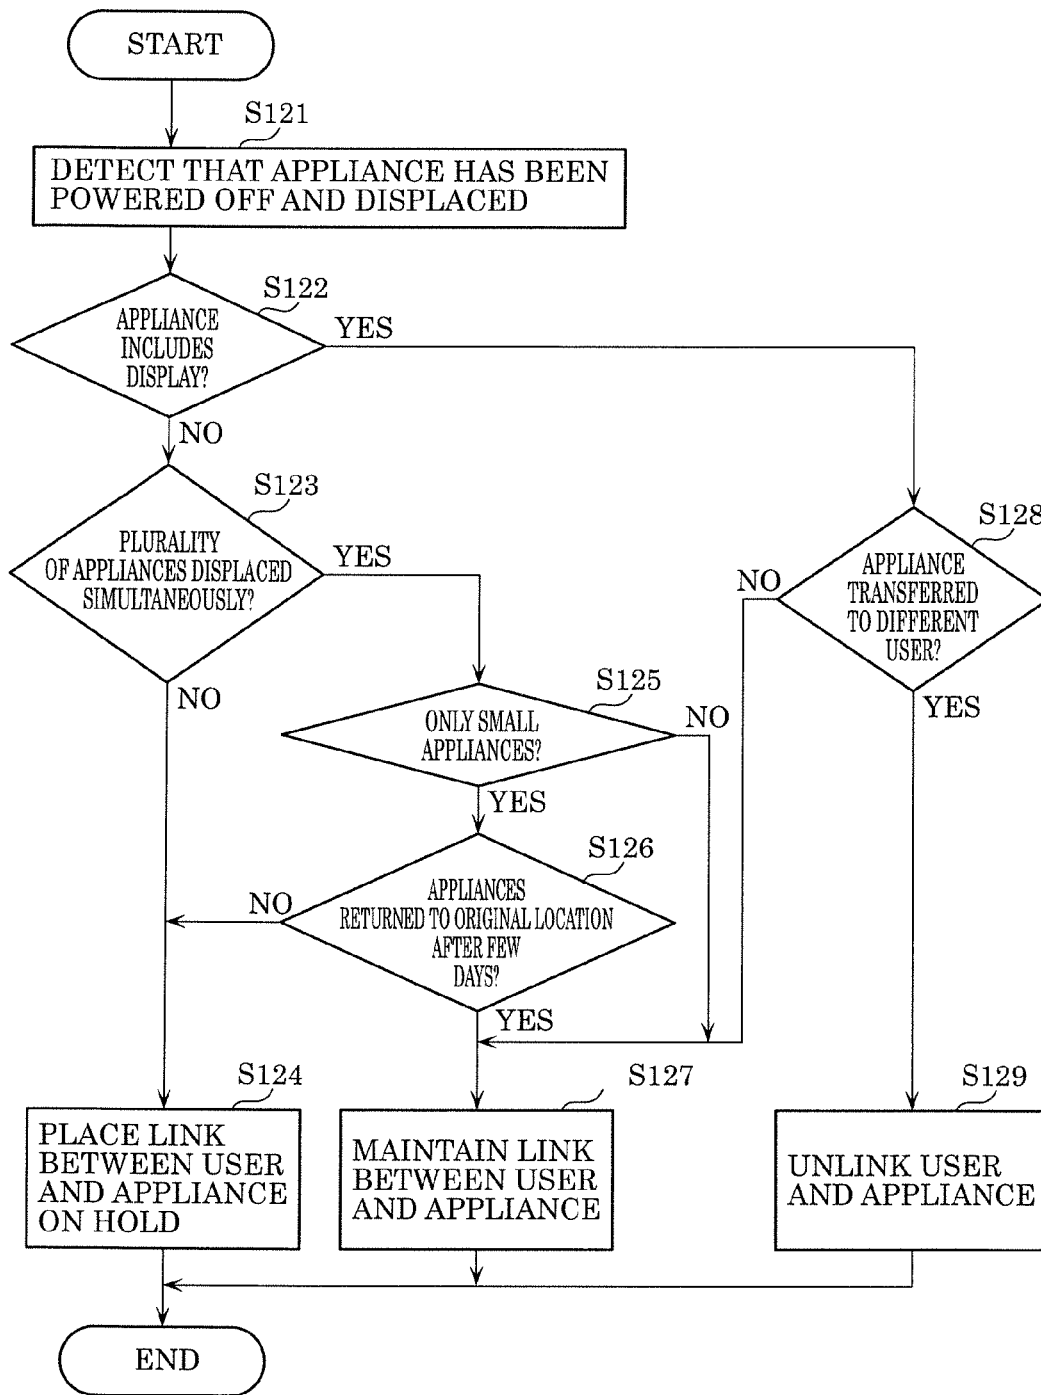 START
S121
DETECT THAT APPLIANCE HAS BEEN
POWERED OFF AND DISPLACED
S122
APPLIANCE
INCLUDES
DISPLAY?
YES
NO
S123
PLURALITY
OF APPLIANCES DISPLACED
SIMULTANEOUSLY?
YES
NO
S128
APPLIANCE
TRANSFERRED
TO DIFFERENT
USER?
NO
YES
S125
ONLY SMALL
APPLIANCES?
NO
YES
S126
APPLIANCES
RETURNED TO ORIGINAL LOCATION
AFTER FEW
DAYS?
NO
YES
S124
PLACE LINK
BETWEEN USER
AND APPLIANCE
ON HOLD
S127
MAINTAIN LINK
BETWEEN USER
AND APPLIANCE
S129
UNLINK USER
AND APPLIANCE
END